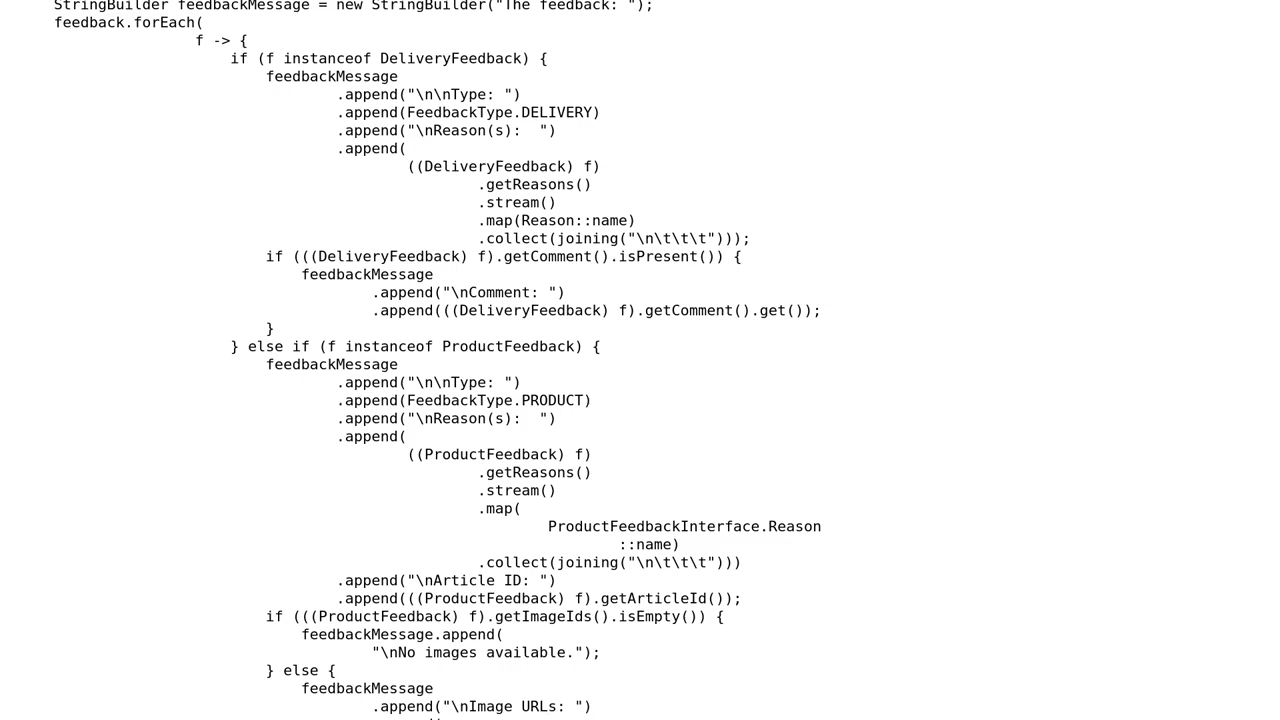 StringBuilder feedbackMessage = new StringBuilder("The feedback: ");
feedback.forEach(
f -> {
if (f instanceof DeliveryFeedback) {
feedbackMessage
.append("\n\nType: ")
.append(FeedbackType.DELIVERY)
.append("\nReason(s):  ")
.append(
((DeliveryFeedback) f)
.getReasons()
.stream()
.map(Reason::name)
.collect(joining("\n\t\t\t")));
if (((DeliveryFeedback) f).getComment().isPresent()) {
feedbackMessage
.append("\nComment: ")
.append(((DeliveryFeedback) f).getComment().get());
}
} else if (f instanceof ProductFeedback) {
feedbackMessage
.append("\n\nType: ")
.append(FeedbackType.PRODUCT)
.append("\nReason(s):  ")
.append(
((ProductFeedback) f)
.getReasons()
.stream()
.map(
ProductFeedbackInterface.Reason
::name)
.collect(joining("\n\t\t\t")))
.append("\nArticle ID: ")
.append(((ProductFeedback) f).getArticleId());
if (((ProductFeedback) f).getImageIds().isEmpty()) {
feedbackMessage.append(
"\nNo images available.");
} else {
feedbackMessage
.append("\nImage URLs: ")